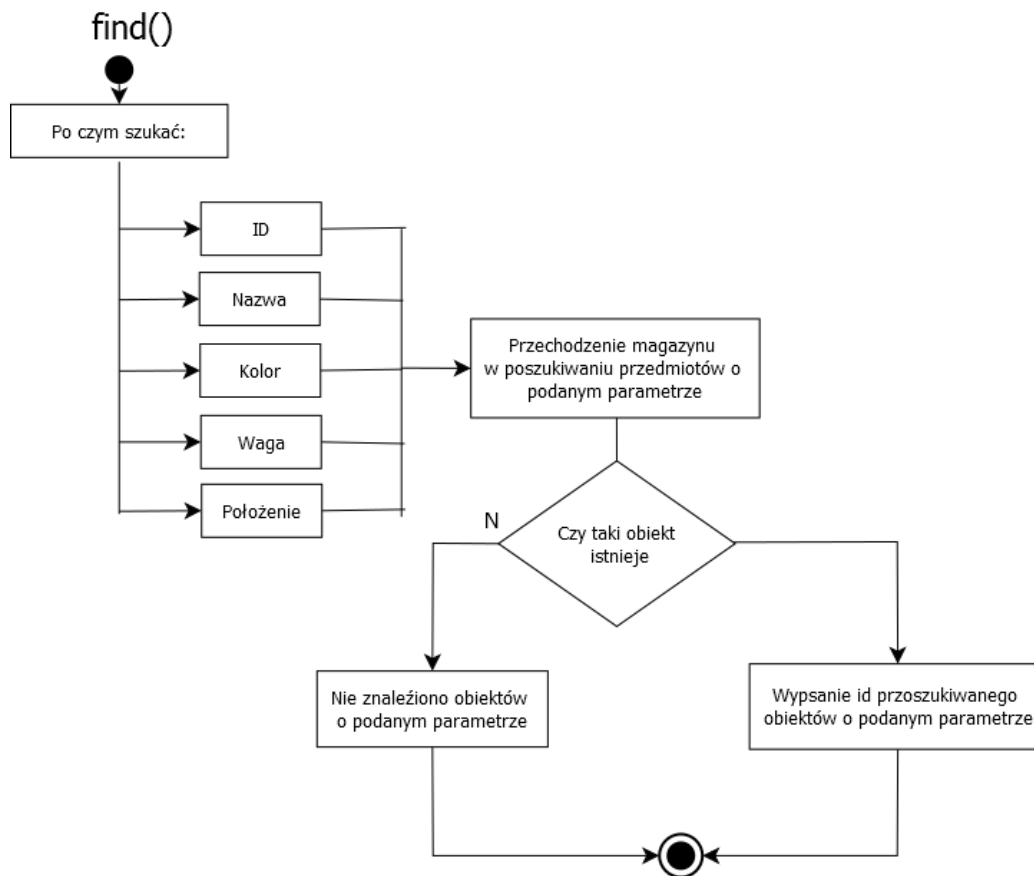 find()
Po czym szukać:
ID
Nazwa
Kolor
Waga
Położenie
Przechodzenie magazynu
w poszukiwaniu przedmiotów o
podanym parametrze
N
Czy taki obiekt
istnieje
Nie znaleźiono obiektów
o podanym parametrze
Wypsanie id przoszukiwanego
obiektów o podanym parametrze